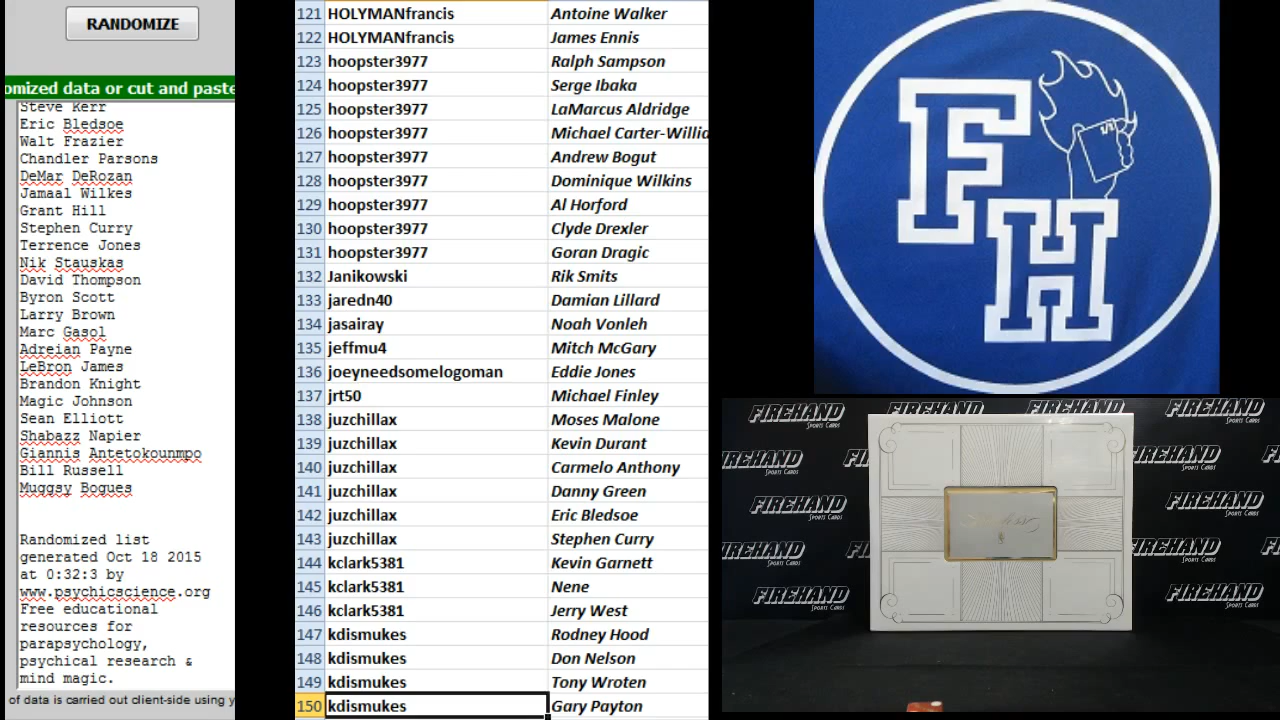 RANDOMIZE
omized data or cut and paste
Steve Kerr
Eric Bledsoe
Walt Frazier
Chandler Parsons
DeMar DeRozan
Jamaal Wilkes
Grant Hill
Stephen Curry
Terrence Jones
Nik Stauskas
David Thompson
Byron Scott
Larry Brown
Marc Gasol
Adreian Payne
LeBron James
Brandon Knight
Magic Johnson
Sean Elliott
Shabazz Napier
Giannis Antetokounmpo
Bill Russell
Muggsy Bogues
Randomized list
generated Oct 18 2015
at 0:32:3 by
www.psychicscience.org
Free educational
resources for
parapsychology,
psychical research &
mind magic.
of data is carried out client-side using y
121 HOLYMANfrancis Antoine Walker
122 HOLYMANfrancis James Ennis
123 hoopster3977 Ralph Sampson
124 hoopster3977 Serge Ibaka
125 hoopster3977 LaMarcus Aldridge
126 hoopster3977 Michael Carter-Willia
127 hoopster3977 Andrew Bogut
128 hoopster3977 Dominique Wilkins
129 hoopster3977 Al Horford
130 hoopster3977 Clyde Drexler
131 hoopster3977 Goran Dragic
132 Janikowski Rik Smits
133 jaredn40 Damian Lillard
134 jasairay Noah Vonleh
135 jeffmu4 Mitch McGary
136 joeyneedsomelogoman Eddie Jones
137 jrt50 Michael Finley
138 juzchillax Moses Malone
139 juzchillax Kevin Durant
140 juzchillax Carmelo Anthony
141 juzchillax Danny Green
142 juzchillax Eric Bledsoe
143 juzchillax Stephen Curry
144 kclark5381 Kevin Garnett
145 kclark5381 Nene
146 kclark5381 Jerry West
147 kdismukes Rodney Hood
148 kdismukes Don Nelson
149 kdismukes Tony Wroten
150 kdismukes Gary Payton
FH
FIREHAND
SPORTS CARDS